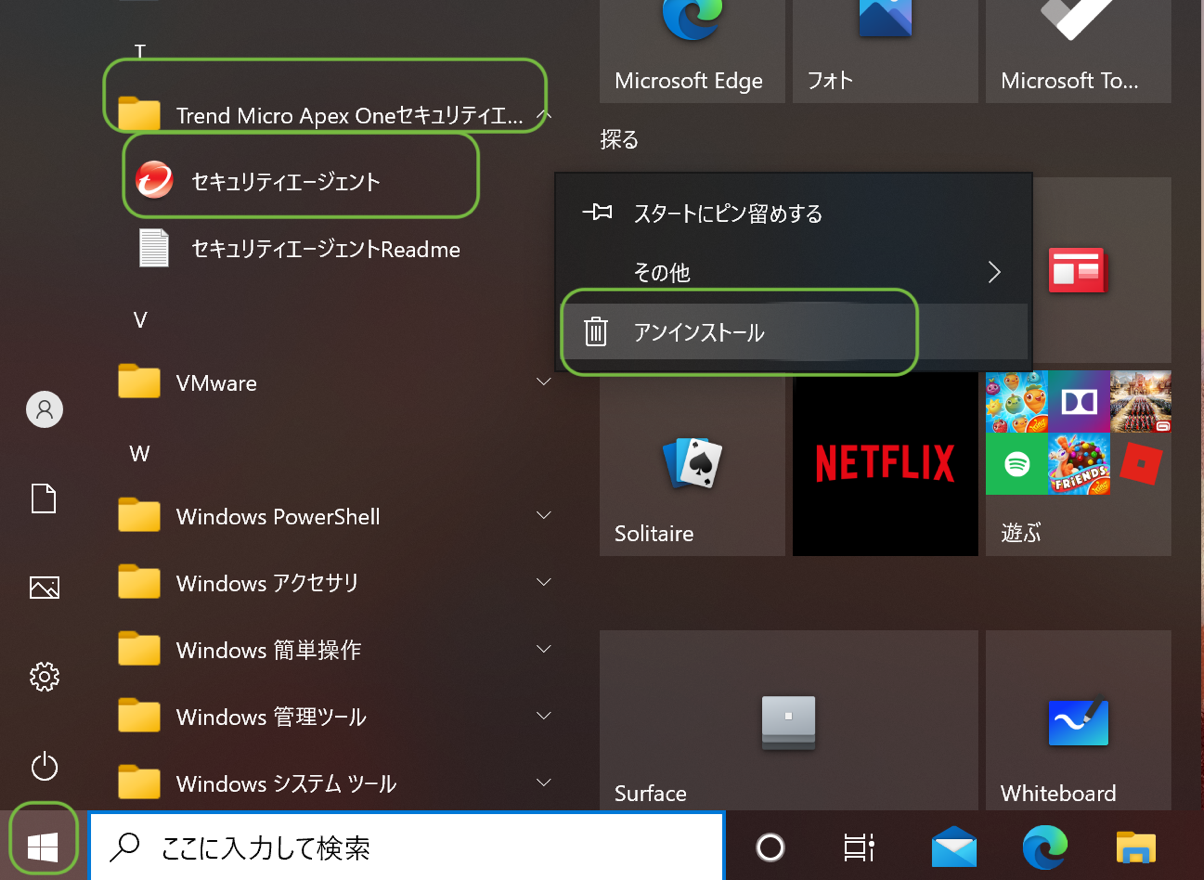 T
Trend Micro Apex Oneセキュリティエ...
セキュリティエージェント
セキュリティエージェントReadme
V
VMware
W
Windows PowerShell
Windows アクセサリ
Windows 簡単操作
Windows 管理ツール
Windows システム ツール
ここに入力して検索
Microsoft Edge
フォト
Microsoft To...
探る
スタートにピン留めする
その他
アンインストール
Solitaire
NETFLIX
FRIENDS
遊ぶ
Surface
Whiteboard